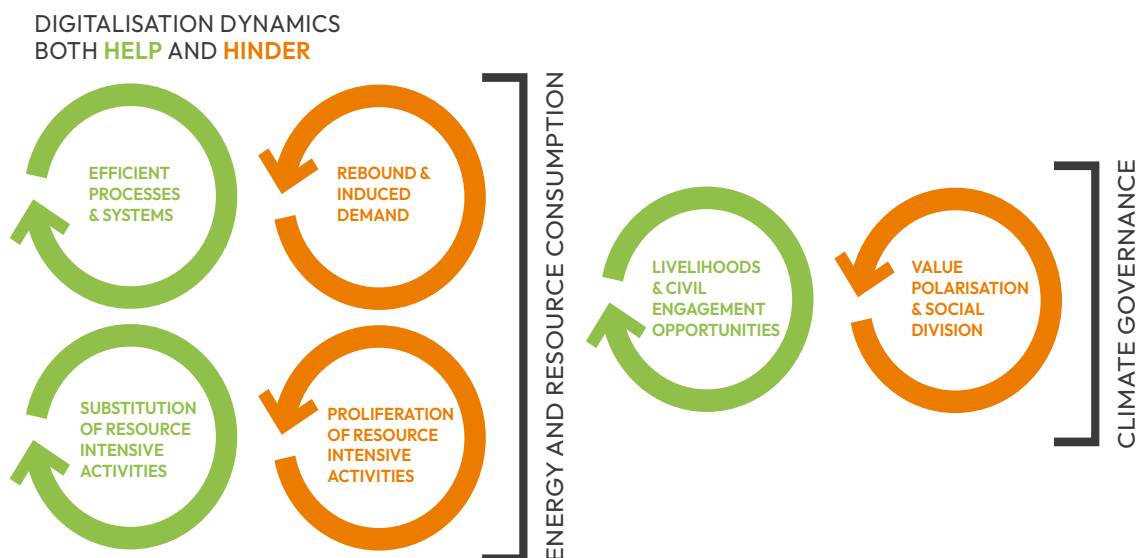 DIGITALISATION DYNAMICS
BOTH HELP AND HINDER
EFFICIENT
PROCESSES
& SYSTEMS
REBOUND &
INDUCED
DEMAND
SUBSTITUTION
OF RESOURCE
INTENSIVE
ACTIVITIES
PROLIFERATION
OF RESOURCE
INTENSIVE
ACTIVITIES
ENERGY AND RESOURCE CONSUMPTION
LIVELIHOODS
& CIVIL
ENGAGEMENT
OPPORTUNITIES
VALUE
POLARISATION
& SOCIAL
DIVISION
CLIMATE GOVERNANCE